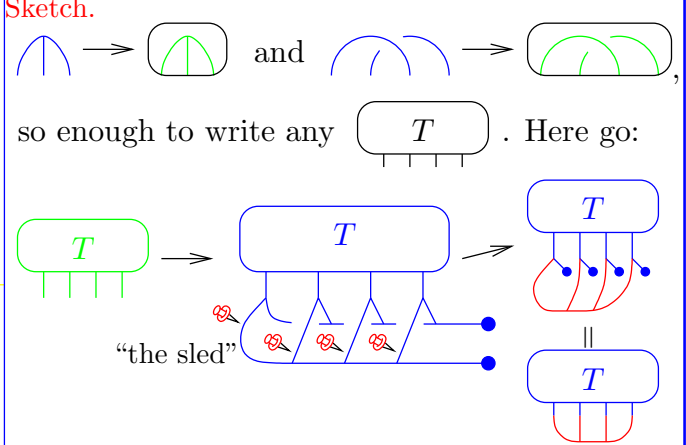 Sketch.
and ,
so enough to write any T . Here go:
T T T
“the sled”
T